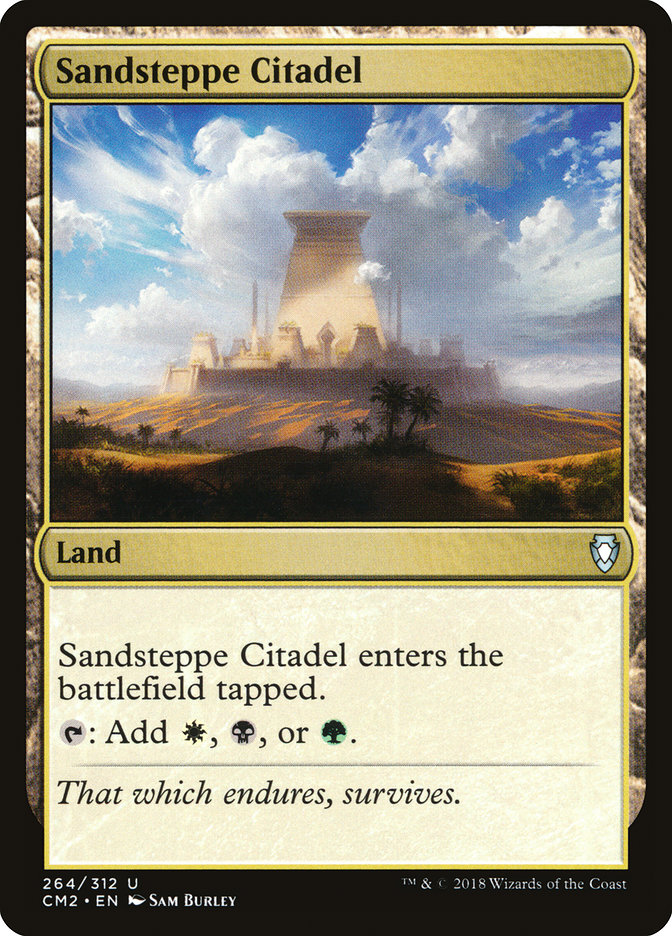 Sandsteppe Citadel
Land
Sandsteppe Citadel enters the
battlefield tapped.
: Add , , or .
That which endures, survives.
264/312 U
™ & © 2018 Wizards of the Coast
CM2 • EN Sam Burley